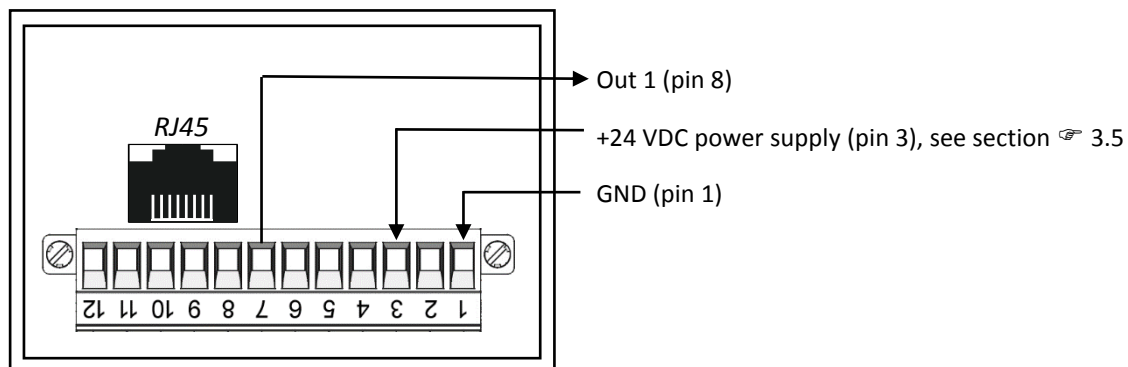 Out 1 (pin 8)
RJ45
+24 VDC power supply (pin 3), see section ☞ 3.5
GND (pin 1)
12 11 10 9 8 7 6 5 4 3 2 1